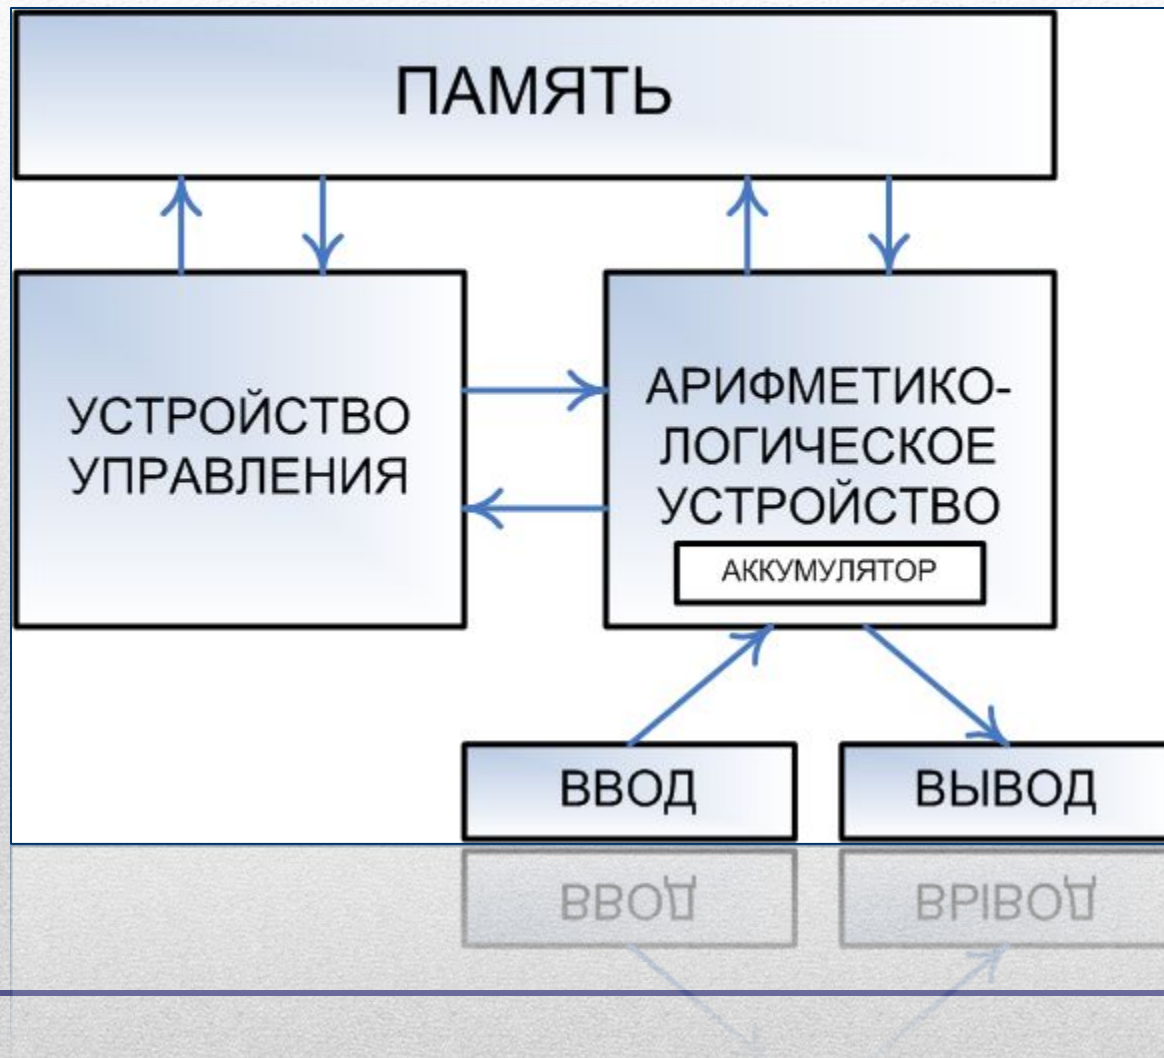 ПАМЯТЬ
УСТРОЙСТВО
УПРАВЛЕНИЯ
АРИФМЕТИКО-
ЛОГИЧЕСКОЕ
УСТРОЙСТВО
АККУМУЛЯТОР
ВВОД
ВЫВОД